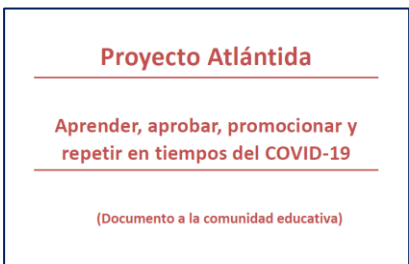 Proyecto Atlántida
Aprender, aprobar, promocionar y
repetir en tiempos del COVID-19
(Documento a la comunidad educativa)